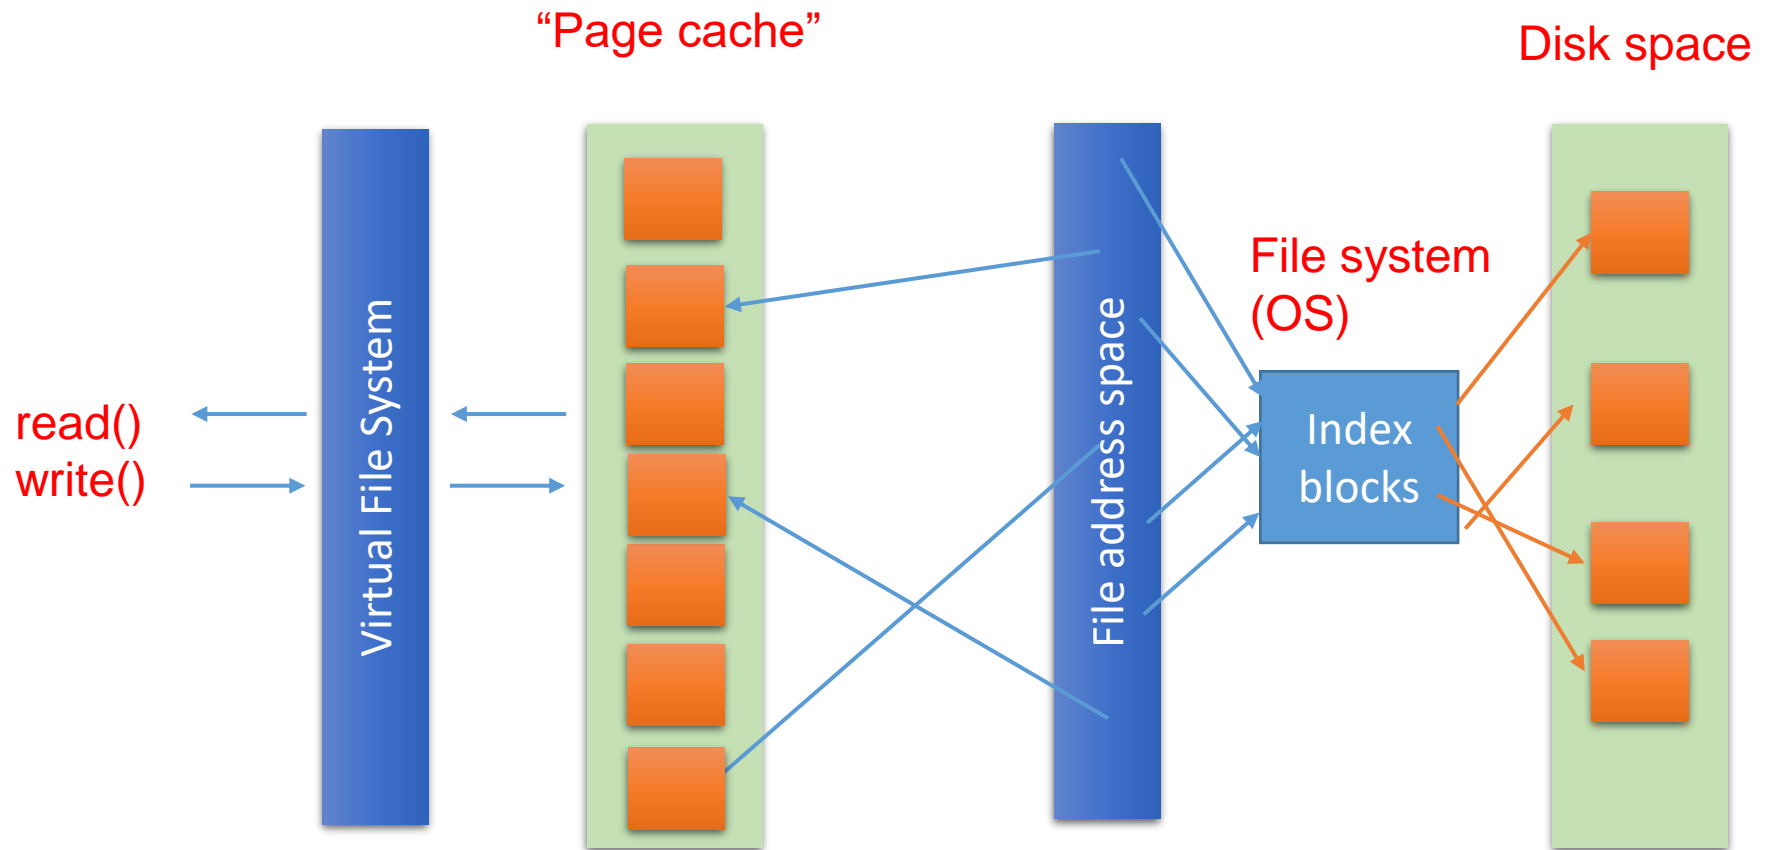 “Page cache”
Disk space
File system
(OS)
read()
write()
Virtual File System
File address space
Index
blocks